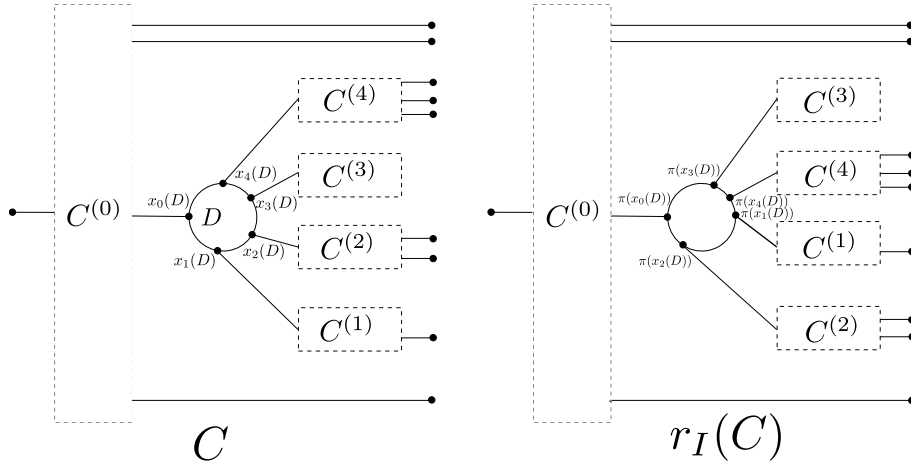 C^{(0)}
C^{(4)}
x_4(D)
C^{(3)}
x_0(D)
x_3(D)
D
C^{(2)}
x_2(D)
x_1(D)
C^{(1)}
C
C^{(0)}
C^{(3)}
π(x_3(D))
C^{(4)}
π(x_0(D))
π(x_4(D))
π(x_1(D))
C^{(1)}
π(x_2(D))
C^{(2)}
r_I(C)